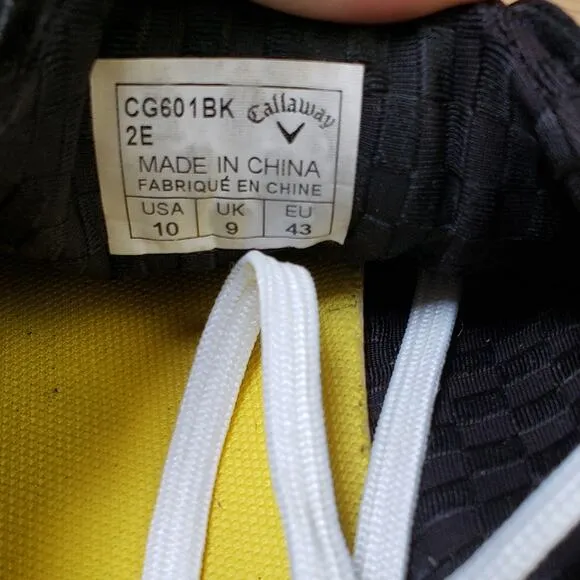 CG601BK Callaway
2E
MADE IN CHINA
FABRIQUÉ EN CHINE
USA UK EU
10 9 43